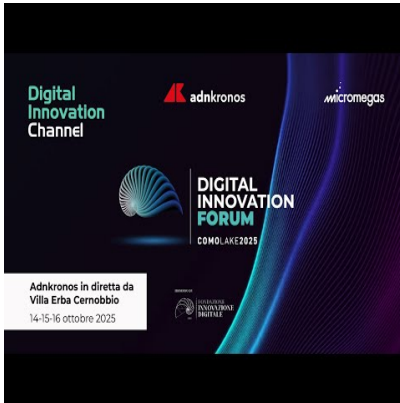 Digital
Innovation
Channel
adnkronos
micromegas
DIGITAL
INNOVATION
FORUM
COMOLAKE2025
Adnkronos in diretta da
Villa Erba Cernobbio
14-15-16 ottobre 2025
FONDAZIONE
INNOVAZIONE
DIGITALE